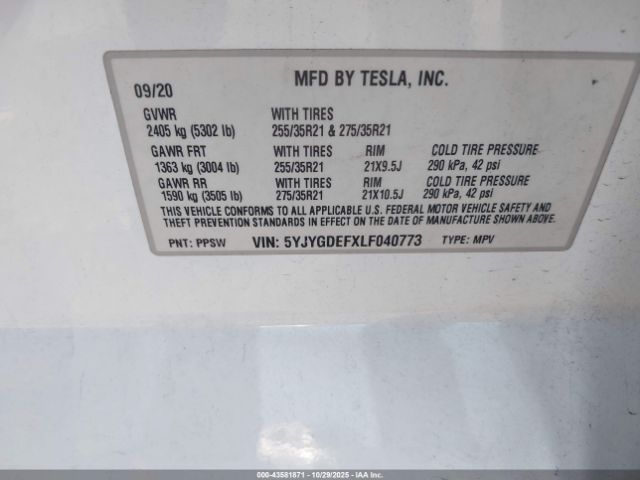 MFD BY TESLA, INC.
09/20
GVWR WITH TIRES
2405 kg (5302 lb) 255/35R21 & 275/35R21
GAWR FRT WITH TIRES RIM COLD TIRE PRESSURE
1363 kg (3004 lb) 255/35R21 21X9.5J 290 kPa, 42 psi
GAWR RR WITH TIRES RIM COLD TIRE PRESSURE
1590 kg (3505 lb) 275/35R21 21X10.5J 290 kPa, 42 psi
THIS VEHICLE CONFORMS TO ALL APPLICABLE U.S. FEDERAL MOTOR VEHICLE SAFETY AND
THEFT PREVENTION STANDARDS IN EFFECT ON THE DATE OF MANUFACTURE SHOWN ABOVE.
PNT: PPSW VIN: 5YJYGDEFXLF040773 TYPE: MPV
000-43581871 | 10/29/2025 | IAAI.COM